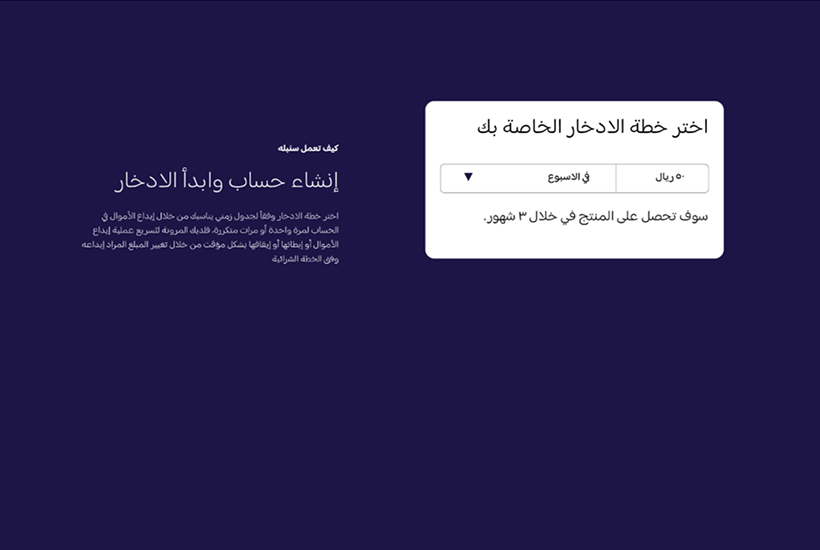 اختر خطة الادخار الخاصة بك
٥٠ ريال
في الاسبوع
سوف تحصل على المنتج في خلال ٣ شهور.
كيف تعمل سنبله
إنشاء حساب وابدأ الادخار
اختر خطة الادخار وفقاً لجدول زمني يناسبك من خلال إيداع الأموال في
الحساب لمرة واحدة أو مرات متكررة، فلديك المرونة لتسريع عملية إيداع
الأموال أو إبطائها أو إيقافها بشكل مؤقت من خلال تغيير المبلغ المراد إيداعه
وفق الخطة الشرائية